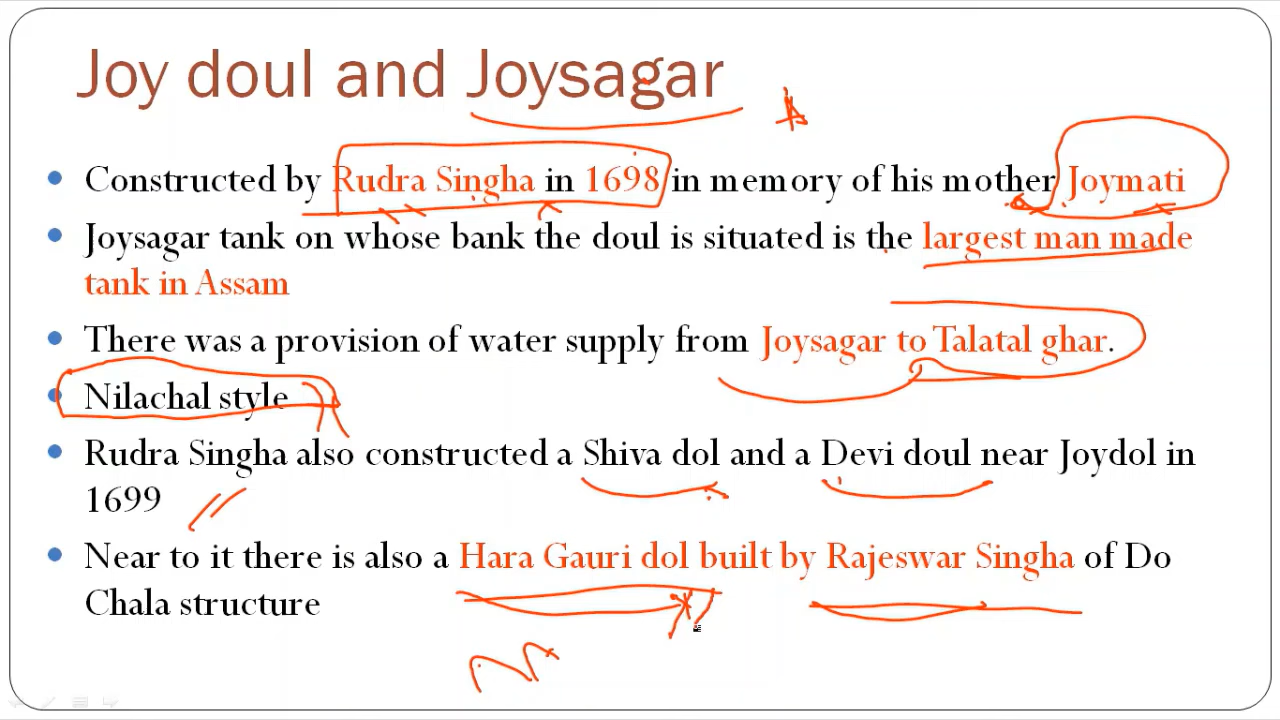 Joy doul and Joysagar
Constructed by Rudra Singha in 1698 in memory of his mother Joymati
Joysagar tank on whose bank the doul is situated is the largest man made
tank in Assam
There was a provision of water supply from Joysagar to Talatal ghar.
Nilachal style
Rudra Singha also constructed a Shiva dol and a Devi doul near Joydol in
1699
Near to it there is also a Hara Gauri dol built by Rajeswar Singha of Do
Chala structure